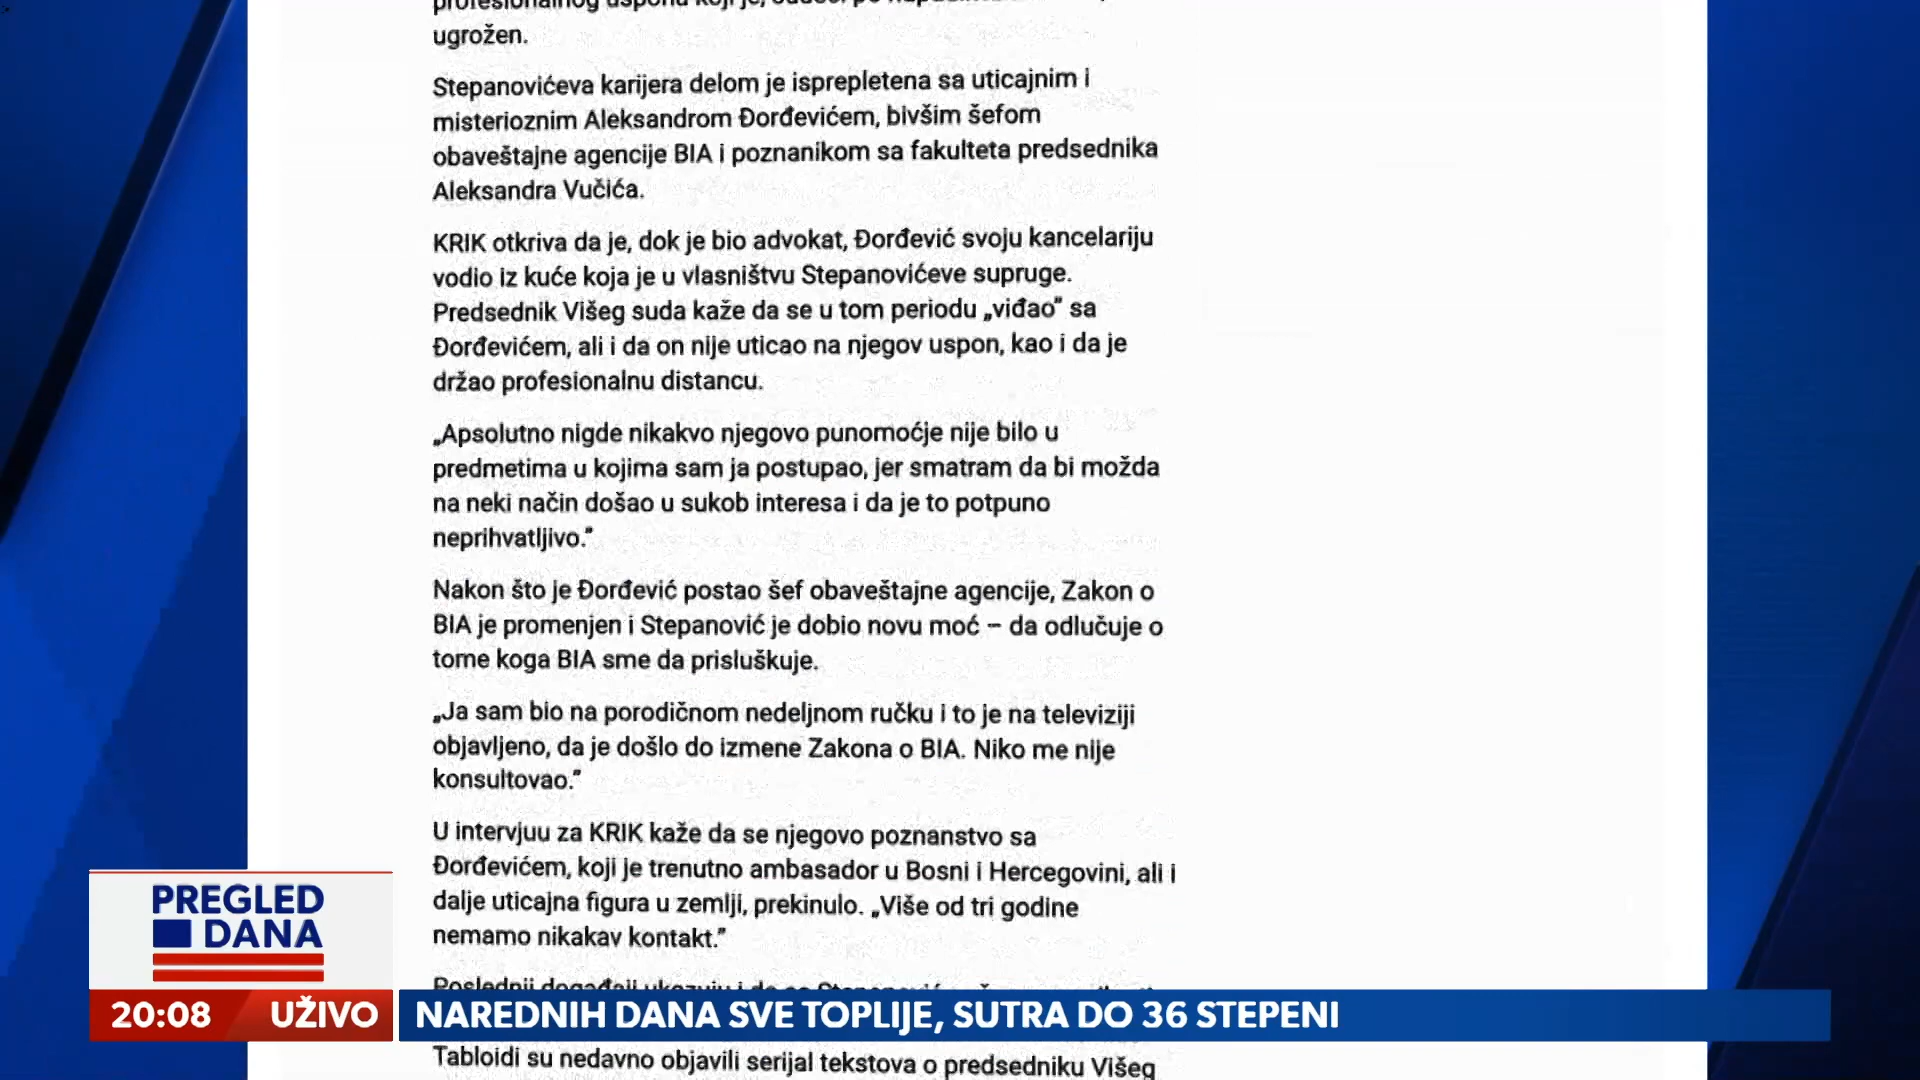 ugrožen.
Stepanovićeva karijera delom je isprepletena sa uticajnim i
misterioznim Aleksandrom Đorđevićem, bivšim šefom
obaveštajne agencije BIA i poznanikom sa fakulteta predsednika
Aleksandra Vučića.
KRIK otkriva da je, dok je bio advokat, Đorđević svoju kancelariju
vodio iz kuće koja je u vlasništvu Stepanovićeve supruge.
Predsednik Višeg suda kaže da se u tom periodu „viđao” sa
Đorđevićem, ali i da on nije uticao na njegov uspon, kao i da je
držao profesionalnu distancu.
„Apsolutno nigde nikakvo njegovo punomoćje nije bilo u
predmetima u kojima sam ja postupao, jer smatram da bi možda
na neki način došao u sukob interesa i da je to potpuno
neprihvatljivo.”
Nakon što je Đorđević postao šef obaveštajne agencije, Zakon o
BIA je promenjen i Stepanović je dobio novu moć – da odlučuje o
tome koga BIA sme da prisluškuje.
„Ja sam bio na porodičnom nedeljnom ručku i to je na televiziji
objavljeno, da je došlo do izmene Zakona o BIA. Niko me nije
konsultovao.”
U intervjuu za KRIK kaže da se njegovo poznanstvo sa
Đorđevićem, koji je trenutno ambasador u Bosni i Hercegovini, ali i
dalje uticajna figura u zemlji, prekinulo. „Više od tri godine
nemamo nikakav kontakt.”
Poslednji događaji ukazuju i da
PREGLED
DANA
20:08 UŽIVO NAREDNIH DANA SVE TOPLIJE, SUTRA DO 36 STEPENI
Tabloidi su nedavno objavili serijal tekstova o predsedniku Višeg